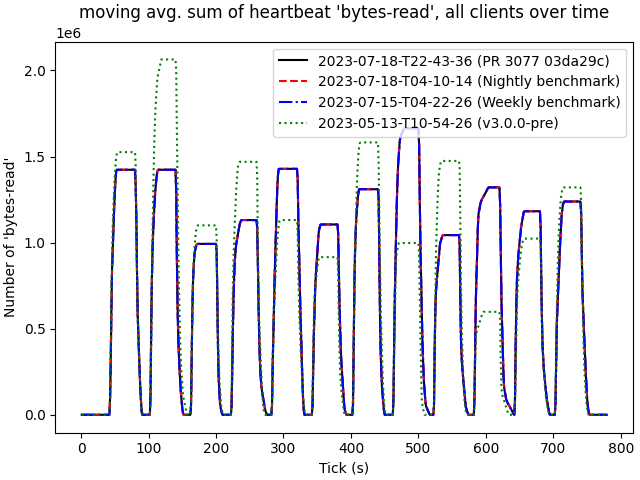 moving avg. sum of heartbeat 'bytes-read', all clients over time
1e6
2023-07-18-T22-43-36 (PR 3077 03da29c)
2023-07-18-T04-10-14 (Nightly benchmark)
2023-07-15-T04-22-26 (Weekly benchmark)
2023-05-13-T10-54-26 (v3.0.0-pre)
Number of 'bytes-read'
2.0
1.5
1.0
0.5
0.0
0 100 200 300 400 500 600 700 800
Tick (s)